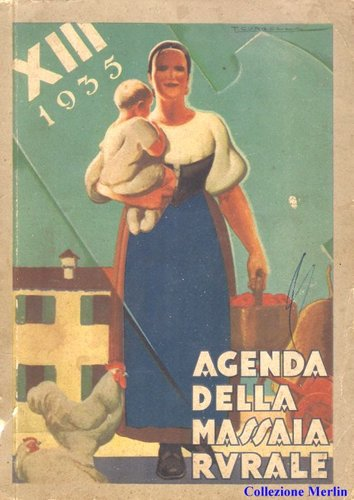 XIII
1935
AGENDA
DELLA
MASSAIA
RVRALE
Collezione Merlin